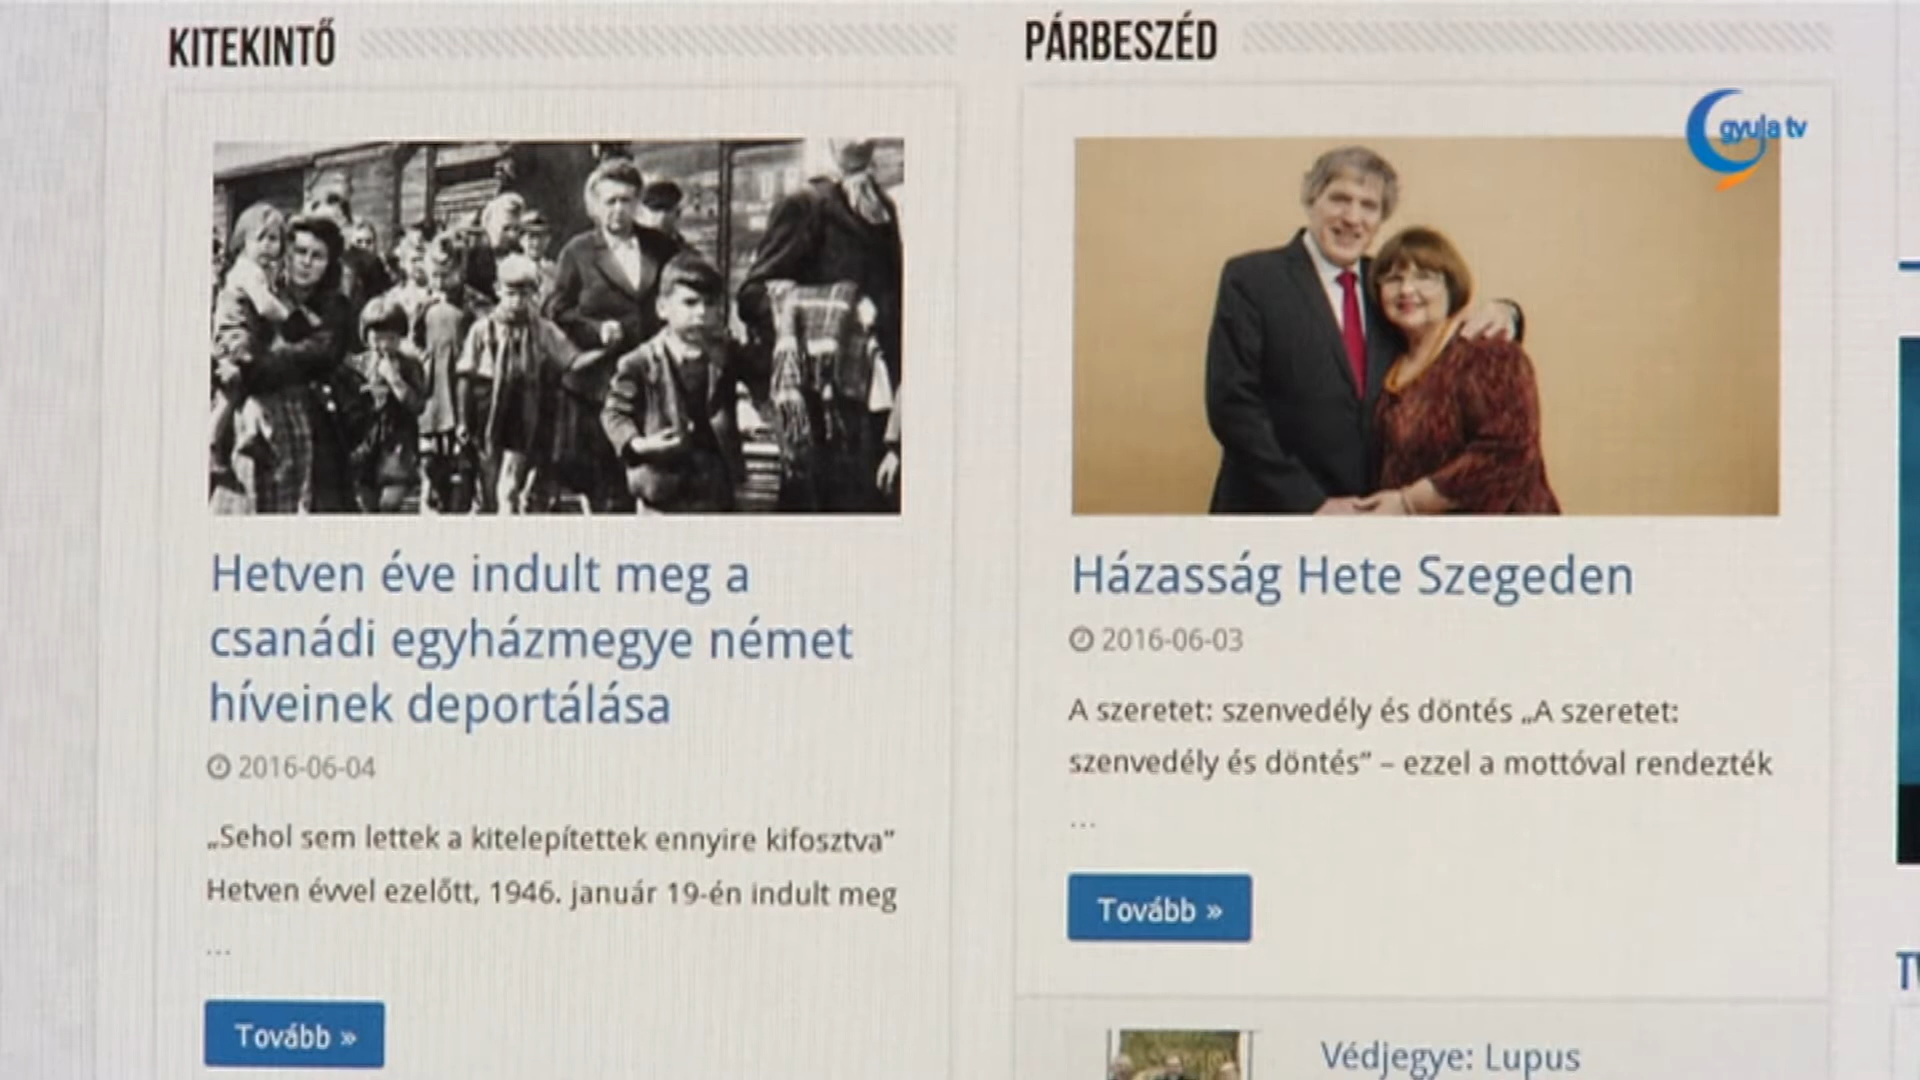 KITEKINTŐ
Hetven éve indult meg a
csanádi egyházmegye német
híveinek deportálása
2016-06-04
„Sehol sem lettek a kitelepítettek ennyire kifosztva”
Hetven évvel ezelőtt, 1946. január 19-én indult meg
...
Tovább »
PÁRBESZÉD
gyula tv
Házasság Hete Szegeden
2016-06-03
A szeretet: szenvedély és döntés „A szeretet:
szenvedély és döntés” – ezzel a mottóval rendezték
...
Tovább »
Védjegye: Lupus